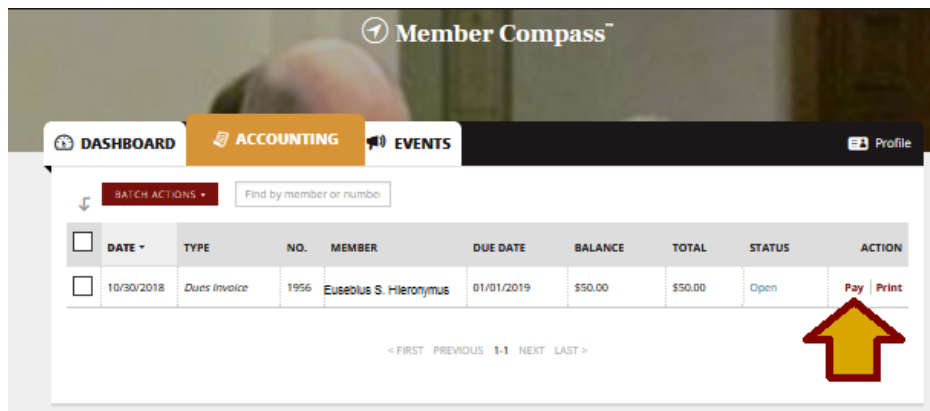 Member Compass™
DASHBOARD ACCOUNTING EVENTS Profile
BATCH ACTIONS Find by member or number
DATE TYPE NO. MEMBER DUE DATE BALANCE TOTAL STATUS ACTION
10/30/2018 Dues Invoice 1956 Eusebius S. Hieronymus 01/01/2019 $50.00 $50.00 Open Pay | Print
< FIRST PREVIOUS 1-1 NEXT LAST >